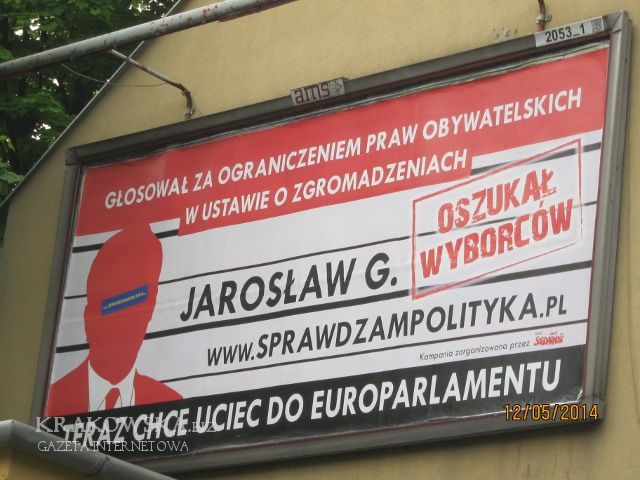 2053_1
ams
GŁOSOWAŁ ZA OGRANICZENIEM PRAW OBYWATELSKICH
W USTAWIE O ZGROMADZENIACH
OSZUKAŁ
WYBORCÓW
JAROSŁAW G.
WWW.SPRAWDZAMPOLITYKA.PL
Kampania zorganizowana przez Solidarność
TERAZ CHCE UCIEC DO EUROPARLAMENTU
12/05/2014
GAZETA INTERNETOWA